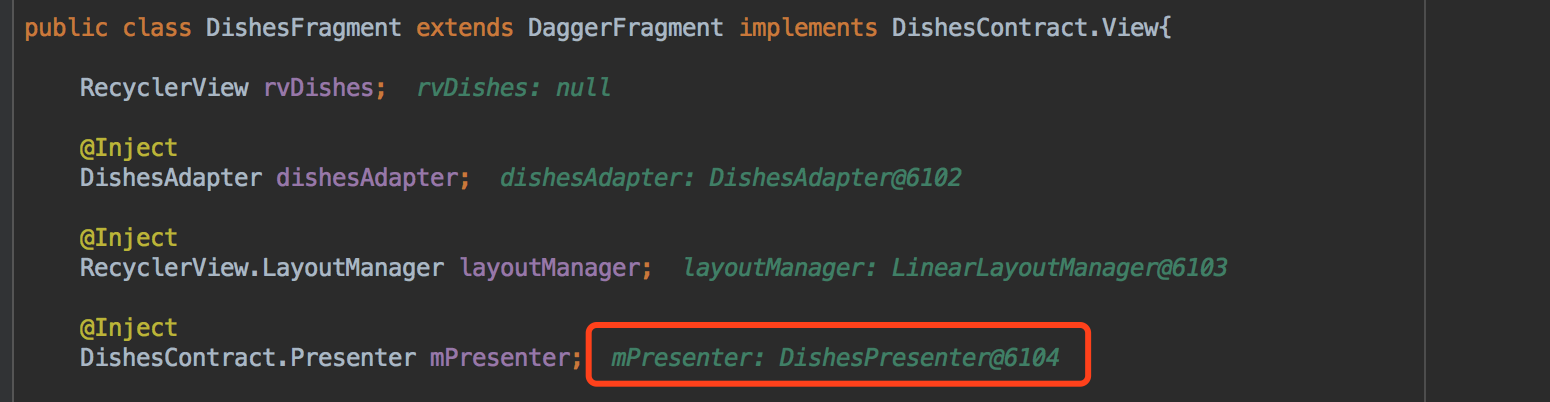 public class DishesFragment extends DaggerFragment implements DishesContract.View{
RecyclerView rvDishes; rvDishes: null
@Inject
DishesAdapter dishesAdapter; dishesAdapter: DishesAdapter@6102
@Inject
RecyclerView.LayoutManager layoutManager; layoutManager: LinearLayoutManager@6103
@Inject
DishesContract.Presenter mPresenter; mPresenter: DishesPresenter@6104